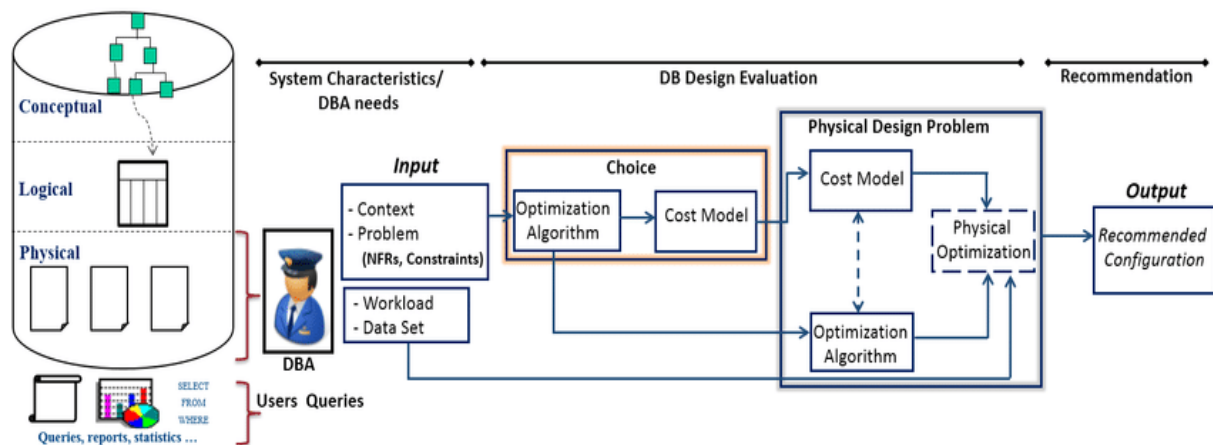 Conceptual
Logical
Physical
SELECT
FROM
WHERE
Queries, reports, statistics ...
Users Queries
DBA
System Characteristics/
DBA needs
DB Design Evaluation
Recommendation
Input
- Context
- Problem
(NFRs, Constraints)
- Workload
- Data Set
Choice
Optimization
Algorithm
Cost Model
Physical Design Problem
Cost Model
Physical
Optimization
Optimization
Algorithm
Output
Recommended
Configuration